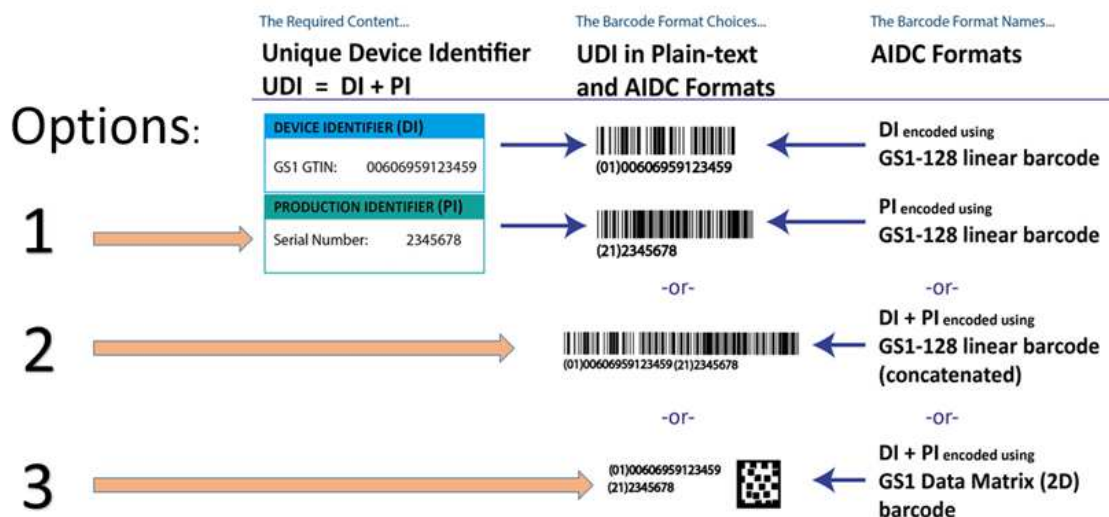 The Required Content...
The Barcode Format Choices...
The Barcode Format Names...
Unique Device Identifier
UDI = DI + PI
UDI in Plain-text
and AIDC Formats
AIDC Formats
Options:
DEVICE IDENTIFIER (DI)
GS1 GTIN: 00606959123459
(01)00606959123459
DI encoded using
GS1-128 linear barcode
1
PRODUCTION IDENTIFIER (PI)
Serial Number: 2345678
(21)2345678
PI encoded using
GS1-128 linear barcode
-or-
-or-
2
(01)00606959123459 (21)2345678
DI + PI encoded using
GS1-128 linear barcode
(concatenated)
-or-
-or-
3
(01)00606959123459
(21)2345678
DI + PI encoded using
GS1 Data Matrix (2D)
barcode